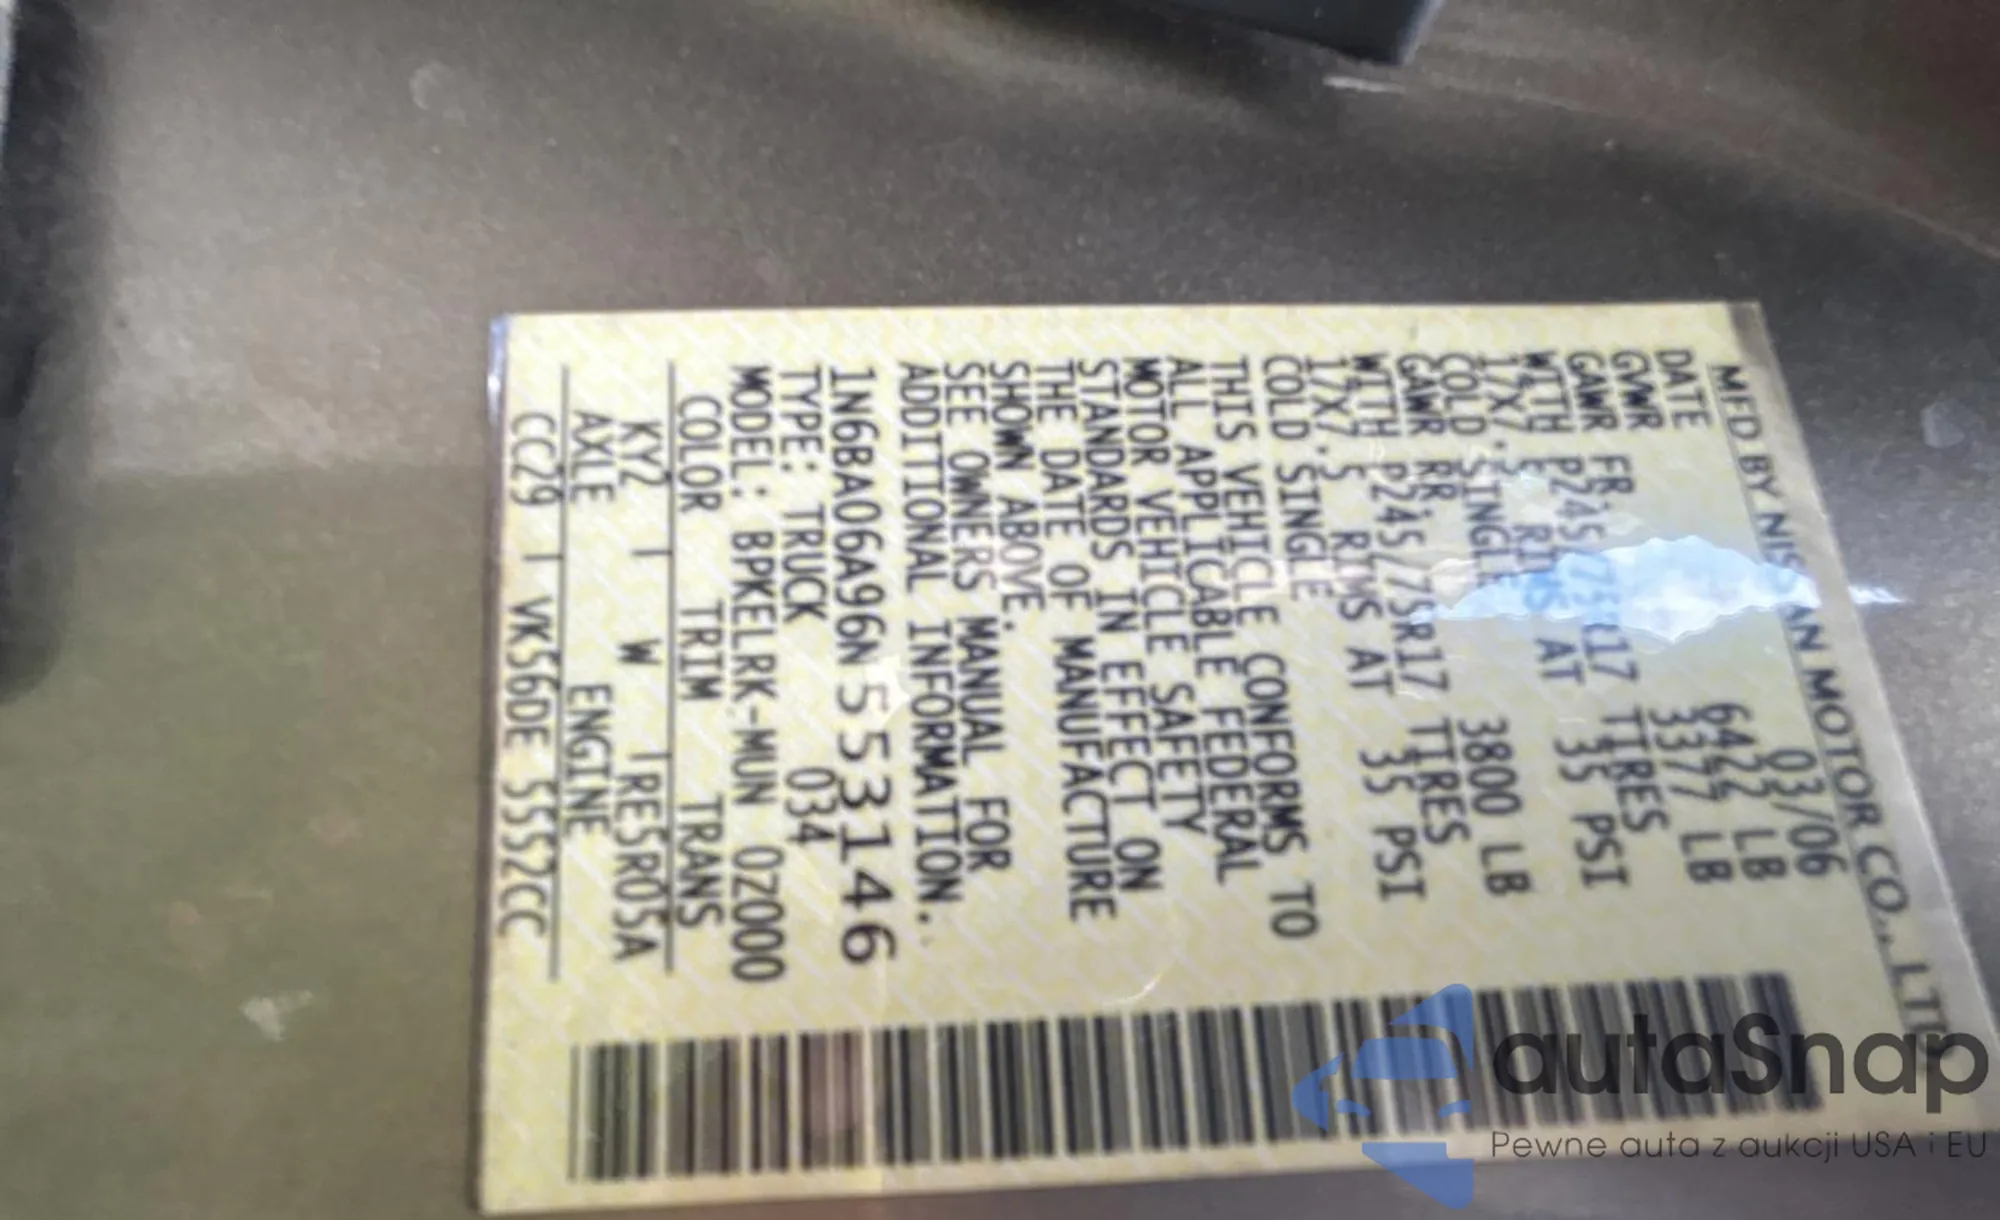 MFD BY NISSAN MOTOR CO., LTD
DATE 03/06
GVWR 6422 LB
GAWR FR. 3377 LB
WITH P245/75R17 TIRES
17X7.5 RIMS AT 35 PSI
COLD SINGLE
GAWR RR. 3800 LB
WITH P245/75R17 TIRES
17X7.5 RIMS AT 35 PSI
COLD SINGLE
THIS VEHICLE CONFORMS TO
ALL APPLICABLE FEDERAL
MOTOR VEHICLE SAFETY
STANDARDS IN EFFECT ON
THE DATE OF MANUFACTURE
SHOWN ABOVE.
SEE OWNERS MANUAL FOR
ADDITIONAL INFORMATION.
1N6BA06A96N553146
TYPE: TRUCK 034
MODEL: BPKELRK-MUN 0Z000
COLOR TRIM TRANS
KY2 | W | RE5R05A
AXLE ENGINE
CC29 | VK56DE 5552CC
autaSnap
Pewne auta z aukcji USA i EU